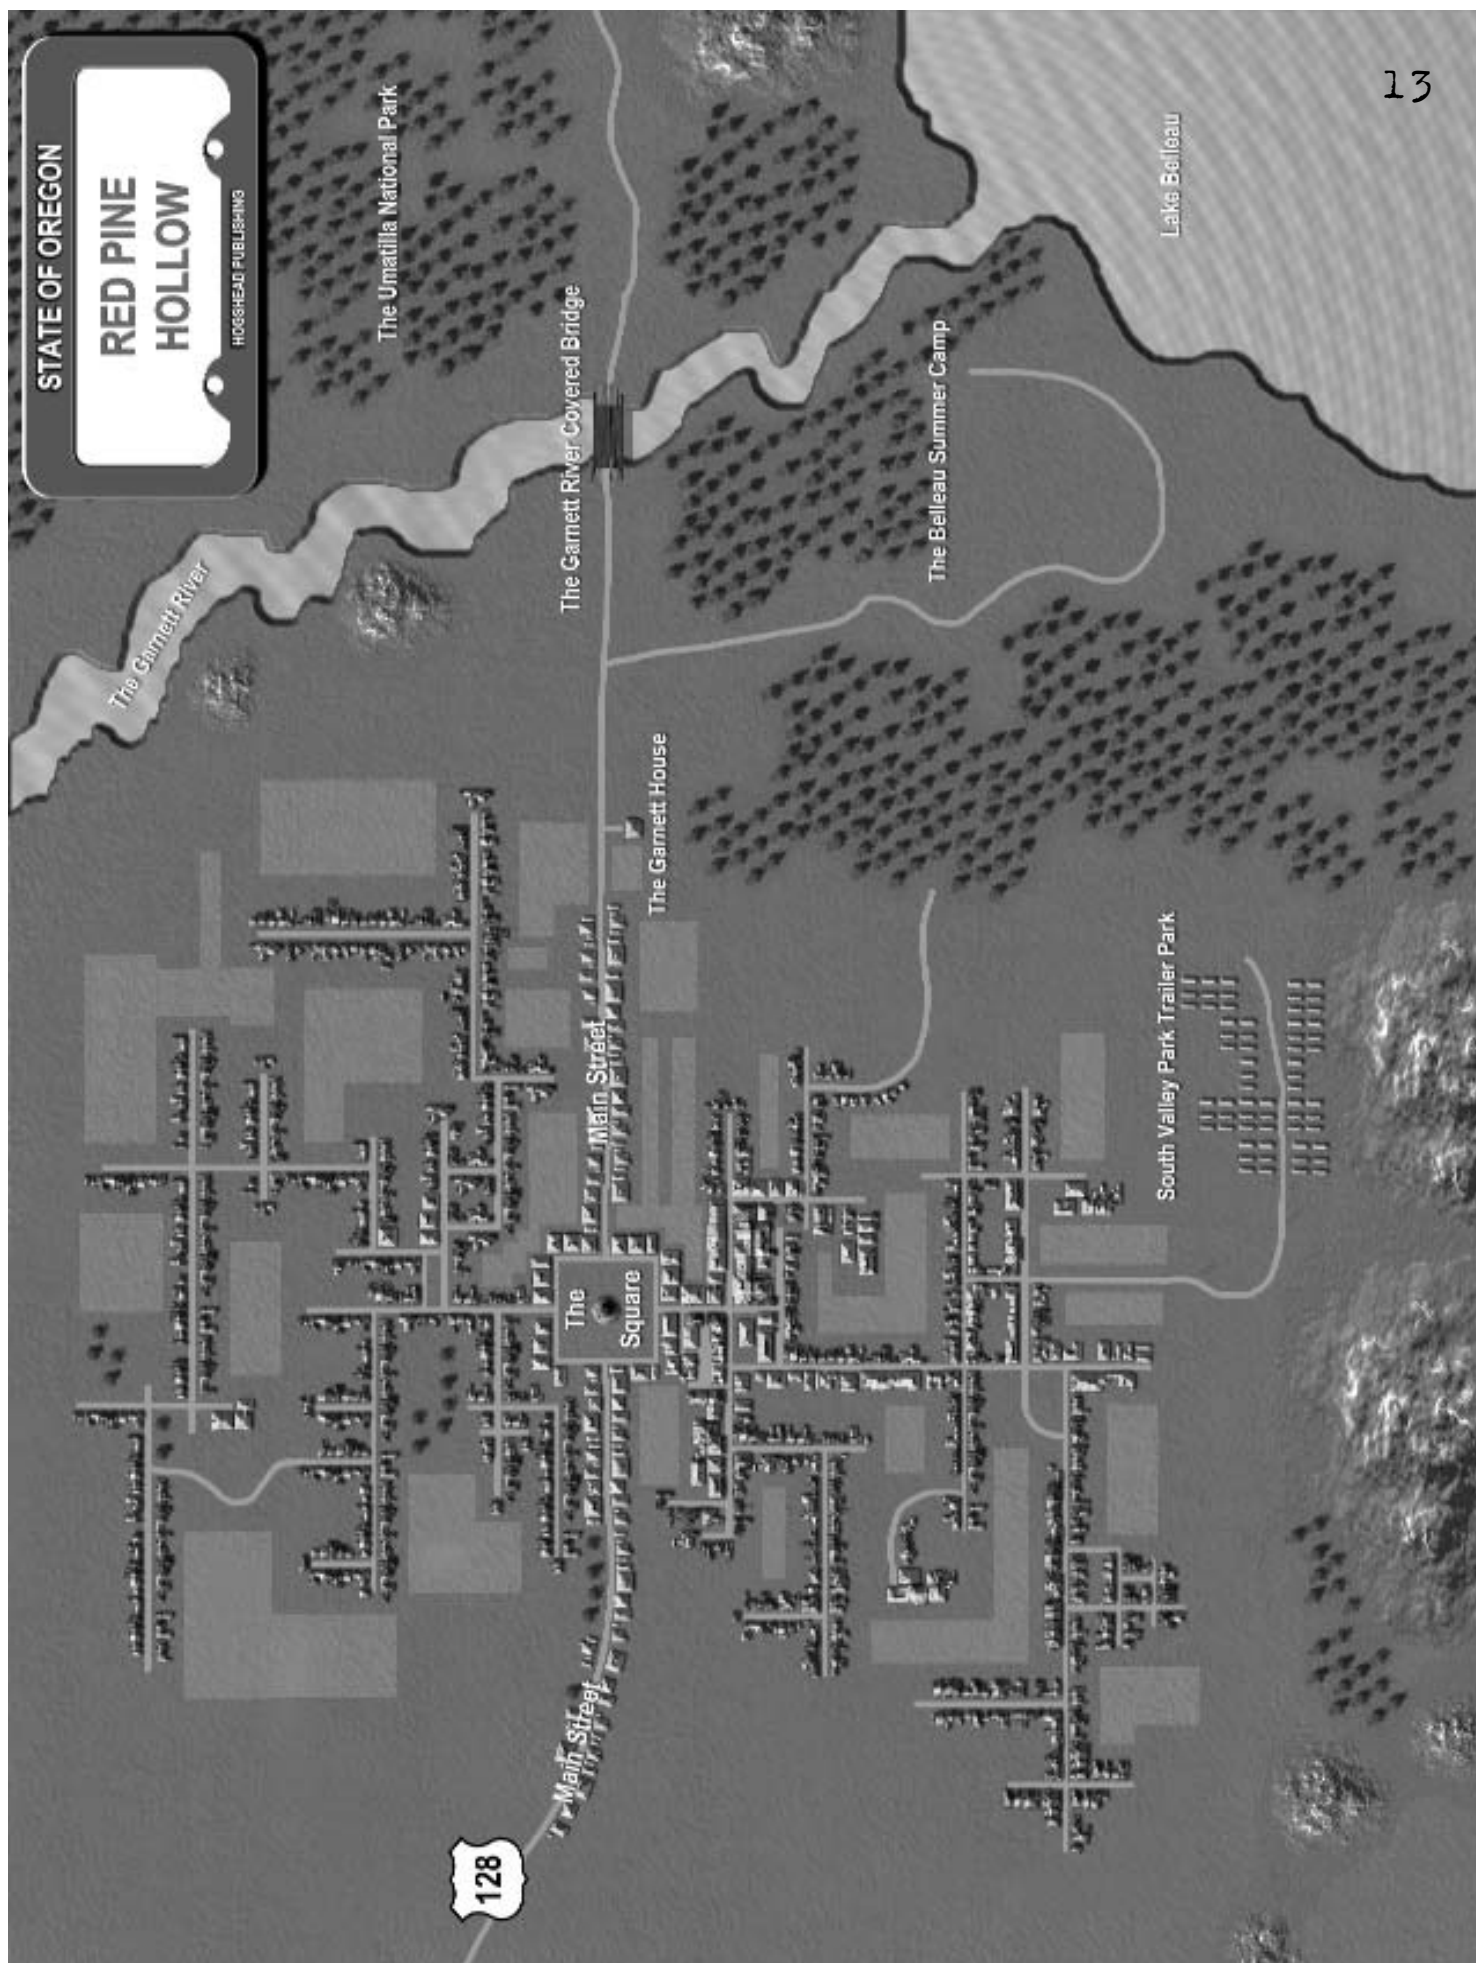 STATE OF OREGON
RED PINE
HOLLOW
HOGSHEAD PUBLISHING
13
The Umatilla National Park
Lake Belleau
The Garnett River Covered Bridge
The Belleau Summer Camp
The Garnett River
The Garnett House
Main Street
South Valley Park Trailer Park
The
Square
Main Street
128